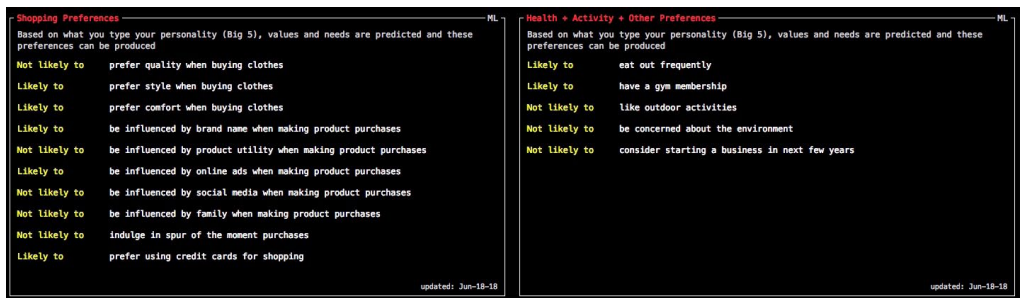 Shopping Preferences
ML
Based on what you type your personality (Big 5), values and needs are predicted and these
preferences can be produced
Not likely to prefer quality when buying clothes
Likely to prefer style when buying clothes
Likely to prefer comfort when buying clothes
Likely to be influenced by brand name when making product purchases
Not likely to be influenced by product utility when making product purchases
Likely to be influenced by online ads when making product purchases
Not likely to be influenced by social media when making product purchases
Not likely to be influenced by family when making product purchases
Not likely to indulge in spur of the moment purchases
Likely to prefer using credit cards for shopping
updated: Jun-18-18
Health + Activity + Other Preferences
ML
Based on what you type your personality (Big 5), values and needs are predicted and these
preferences can be produced
Likely to eat out frequently
Likely to have a gym membership
Not likely to like outdoor activities
Not likely to be concerned about the environment
Not likely to consider starting a business in next few years
updated: Jun-18-18